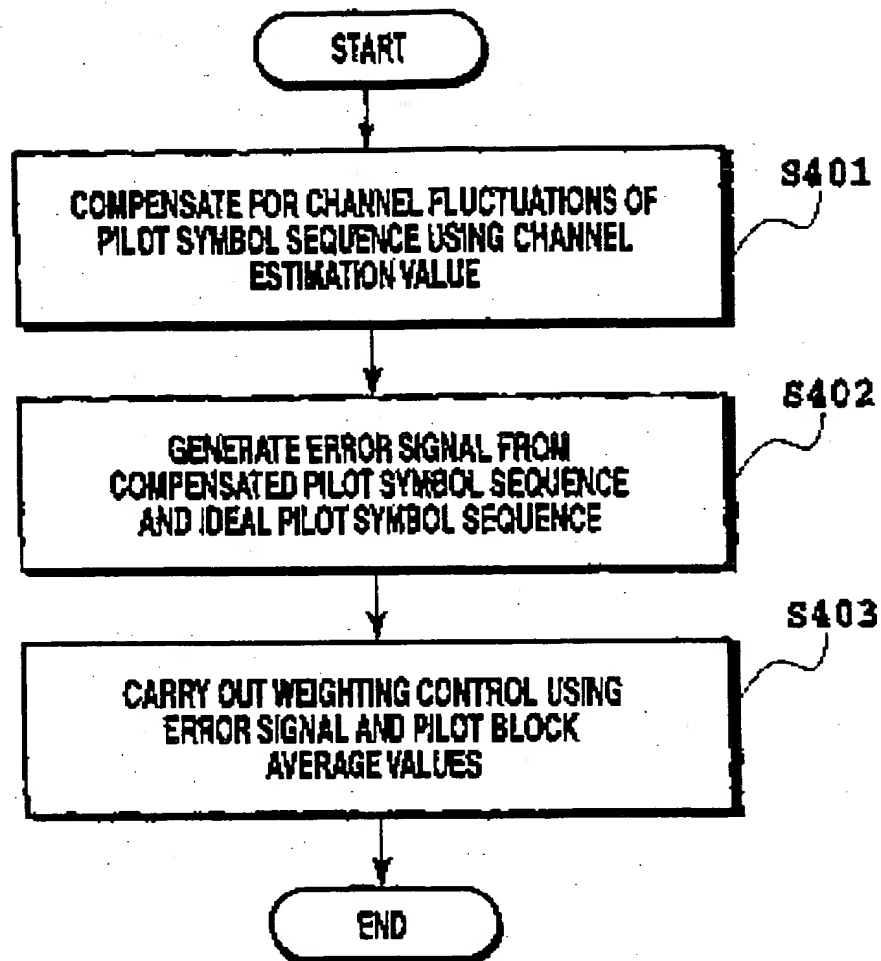 START
COMPENSATE FOR CHANNEL FLUCTUATIONS OF
PILOT SYMBOL SEQUENCE USING CHANNEL
ESTIMATION VALUE
S401
GENERATE ERROR SIGNAL FROM
COMPENSATED PILOT SYMBOL SEQUENCE
AND IDEAL PILOT SYMBOL SEQUENCE
S402
CARRY OUT WEIGHTING CONTROL USING
ERROR SIGNAL AND PILOT BLOCK
AVERAGE VALUES
S403
END